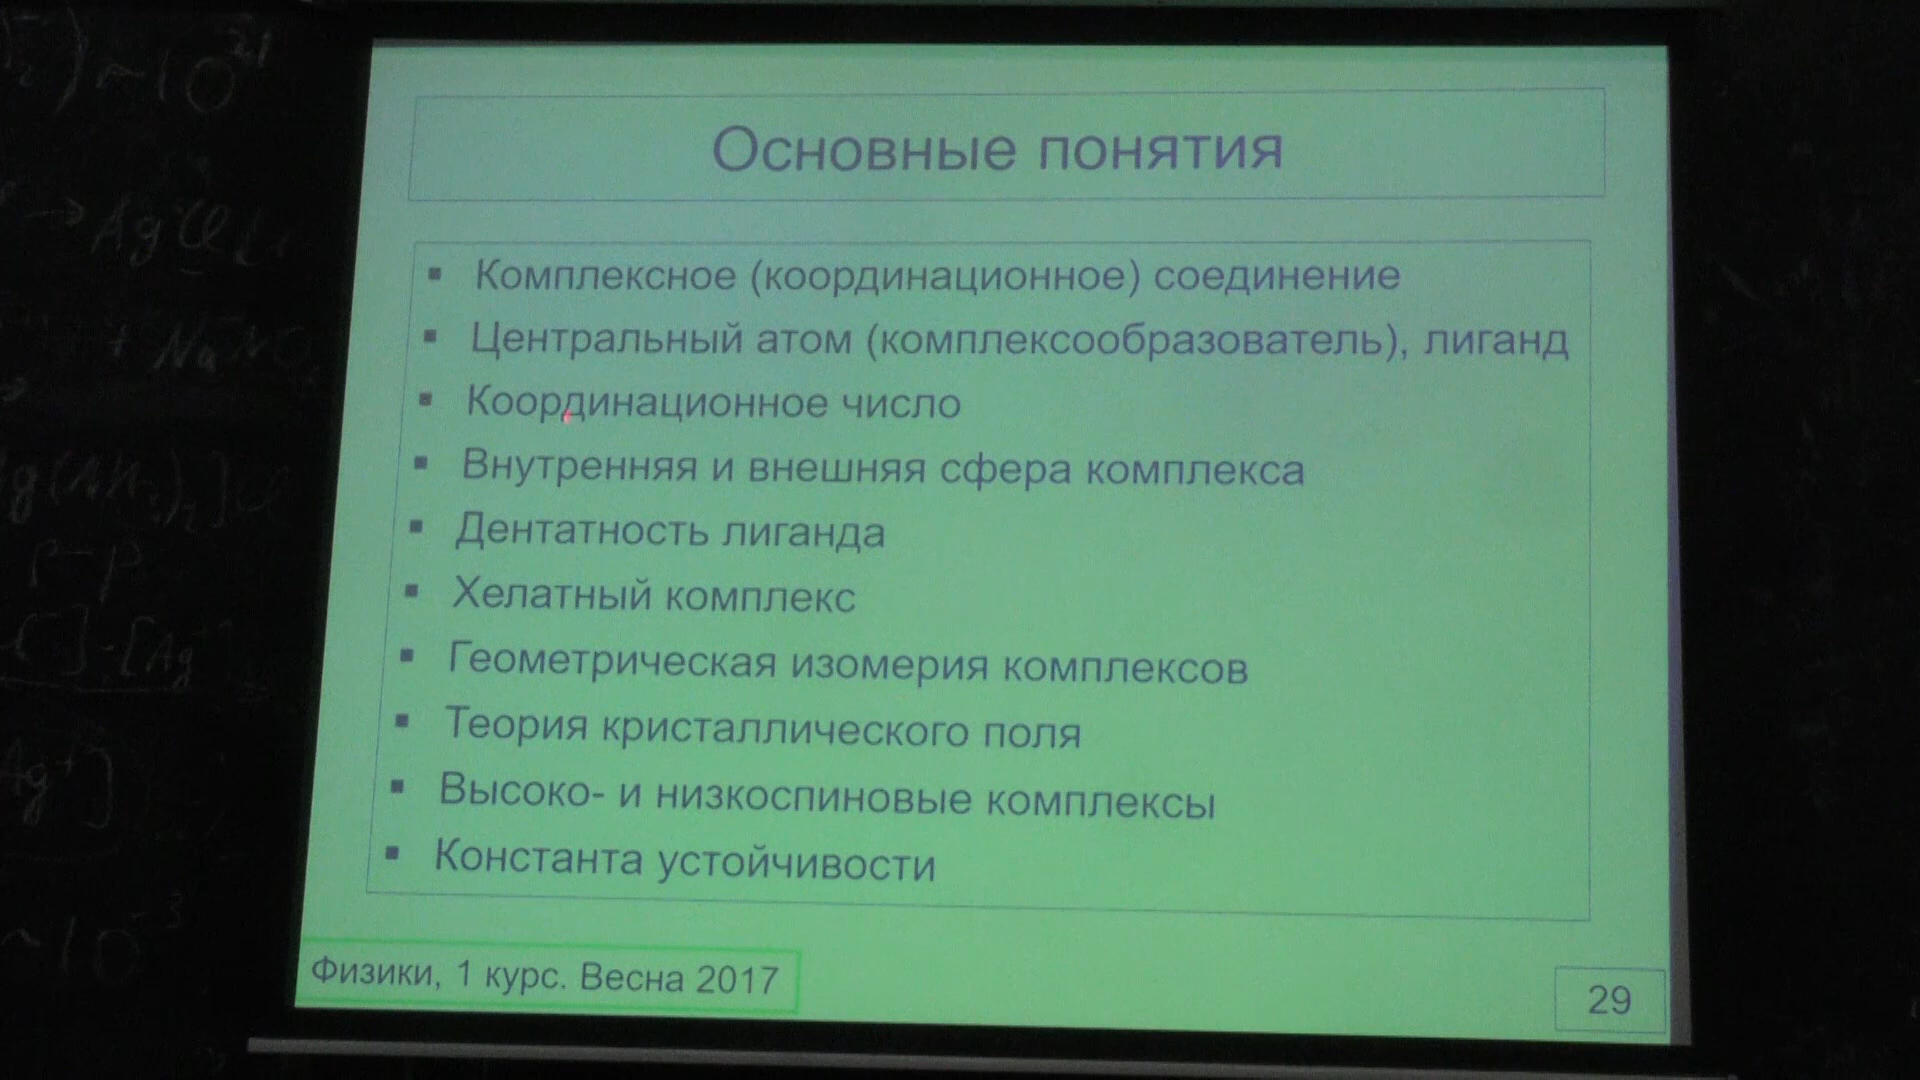 Основные понятия
Комплексное (координационное) соединение
Центральный атом (комплексообразователь), лиганд
Координационное число
Внутренняя и внешняя сфера комплекса
Дентатность лиганда
Хелатный комплекс
Геометрическая изомерия комплексов
Теория кристаллического поля
Высоко- и низкоспиновые комплексы
Константа устойчивости
Физики, 1 курс. Весна 2017
29